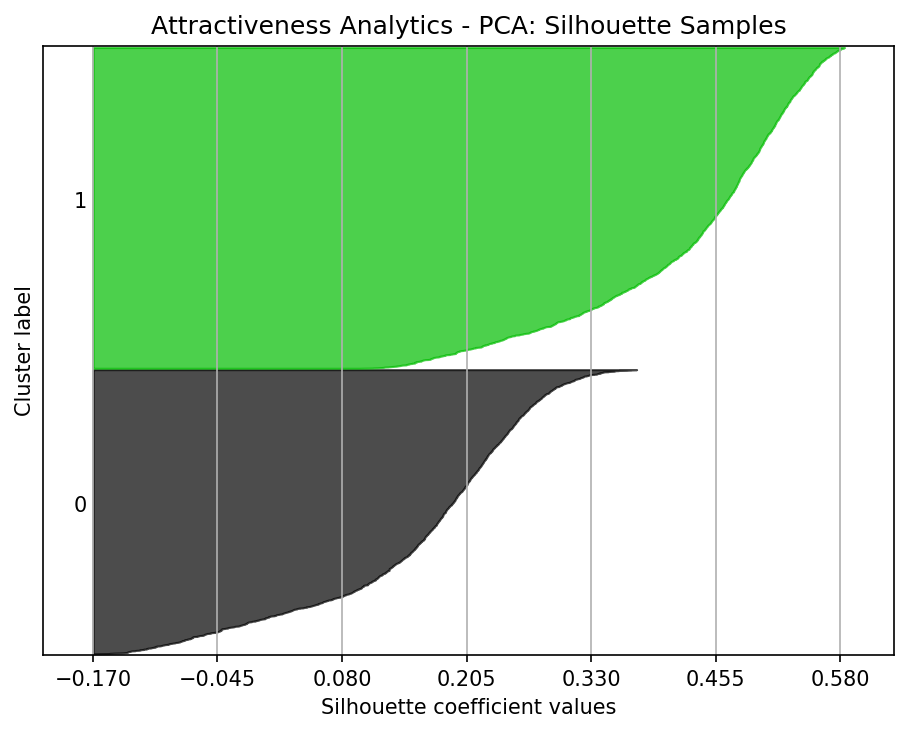 Attractiveness Analytics - PCA: Silhouette Samples
1
Cluster label
0
−0.170 −0.045 0.080 0.205 0.330 0.455 0.580
Silhouette coefficient values